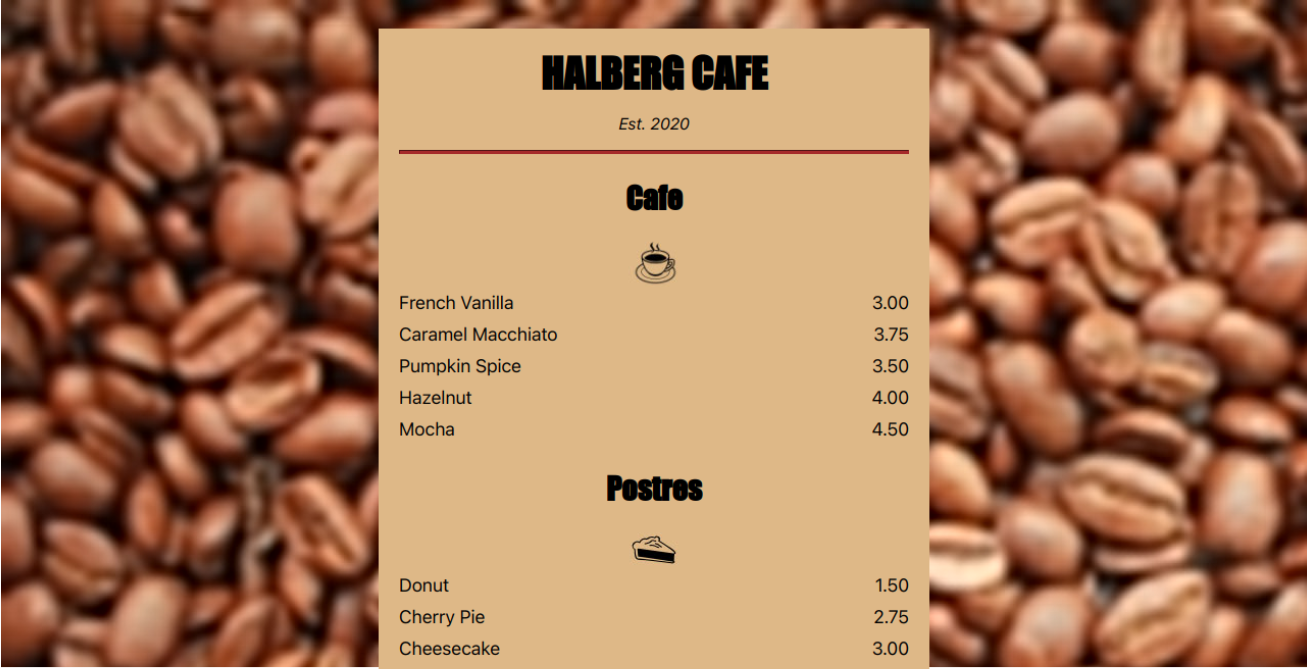 HALBERG CAFE
Est. 2020
Cafe
French Vanilla 3.00
Caramel Macchiato 3.75
Pumpkin Spice 3.50
Hazelnut 4.00
Mocha 4.50
Postres
Donut 1.50
Cherry Pie 2.75
Cheesecake 3.00